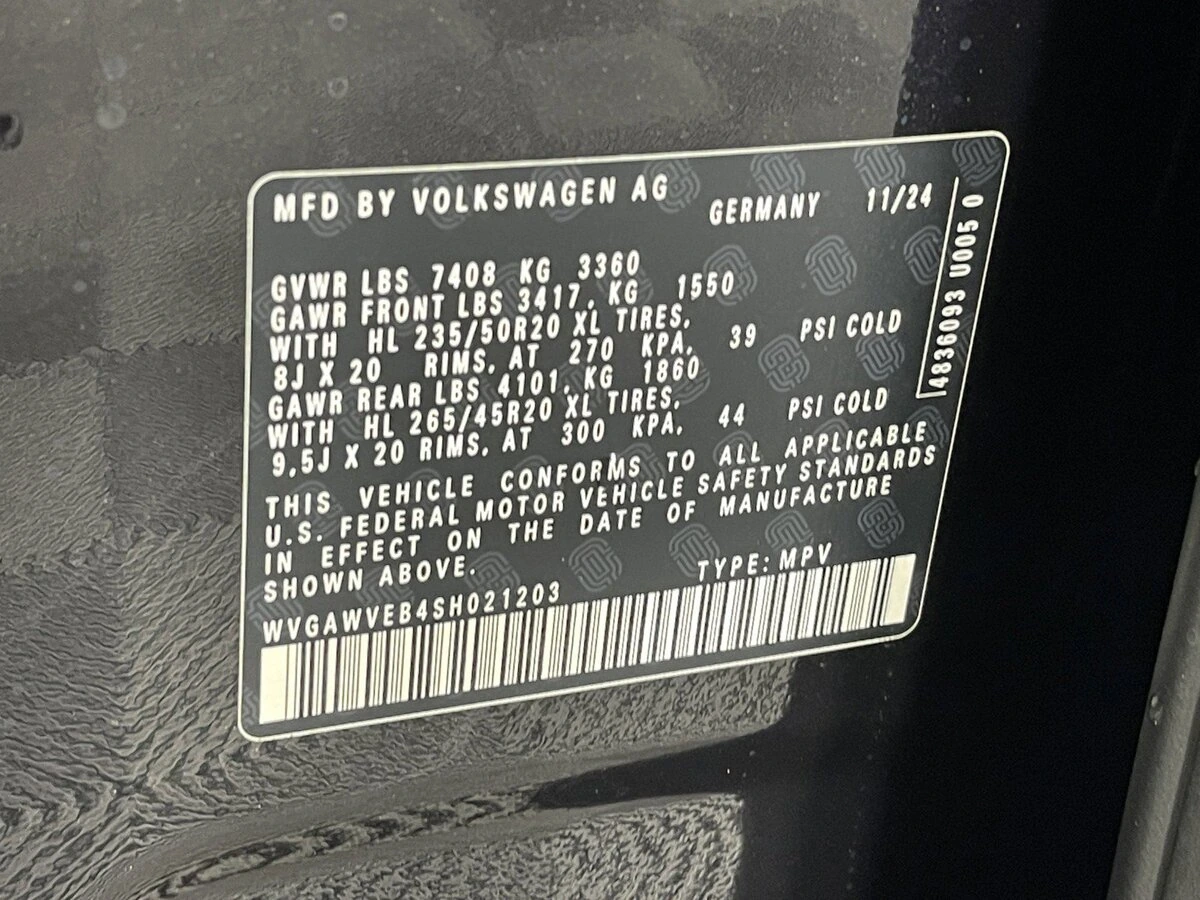 MFD BY VOLKSWAGEN AG GERMANY 11/24
GVWR LBS 7408 KG 3360
GAWR FRONT LBS 3417, KG 1550
WITH HL 235/50R20 XL TIRES,
8J X 20 RIMS, AT 270 KPA, 39 PSI COLD
GAWR REAR LBS 4101, KG 1860
WITH HL 265/45R20 XL TIRES,
9,5J X 20 RIMS, AT 300 KPA, 44 PSI COLD
THIS VEHICLE CONFORMS TO ALL APPLICABLE
U.S. FEDERAL MOTOR VEHICLE SAFETY STANDARDS
IN EFFECT ON THE DATE OF MANUFACTURE
SHOWN ABOVE.
WVGAWVEB4SH021203 TYPE: MPV
4836093 U005 0